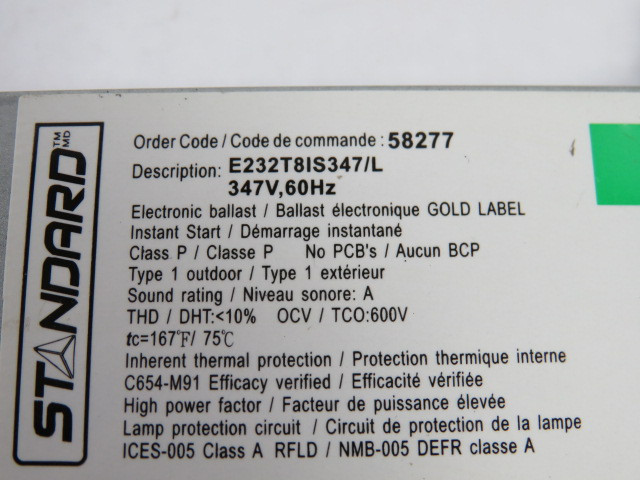 STANDARD TM MD
Order Code / Code de commande : 58277
Description: E232T8IS347/L
347V,60Hz
Electronic ballast / Ballast électronique GOLD LABEL
Instant Start / Démarrage instantané
Class P / Classe P No PCB's / Aucun BCP
Type 1 outdoor / Type 1 extérieur
Sound rating / Niveau sonore: A
THD / DHT:<10% OCV / TCO:600V
tc=167℉/ 75℃
Inherent thermal protection / Protection thermique interne
C654-M91 Efficacy verified / Efficacité vérifiée
High power factor / Facteur de puissance élevée
Lamp protection circuit / Circuit de protection de la lampe
ICES-005 Class A RFLD / NMB-005 DEFR classe A